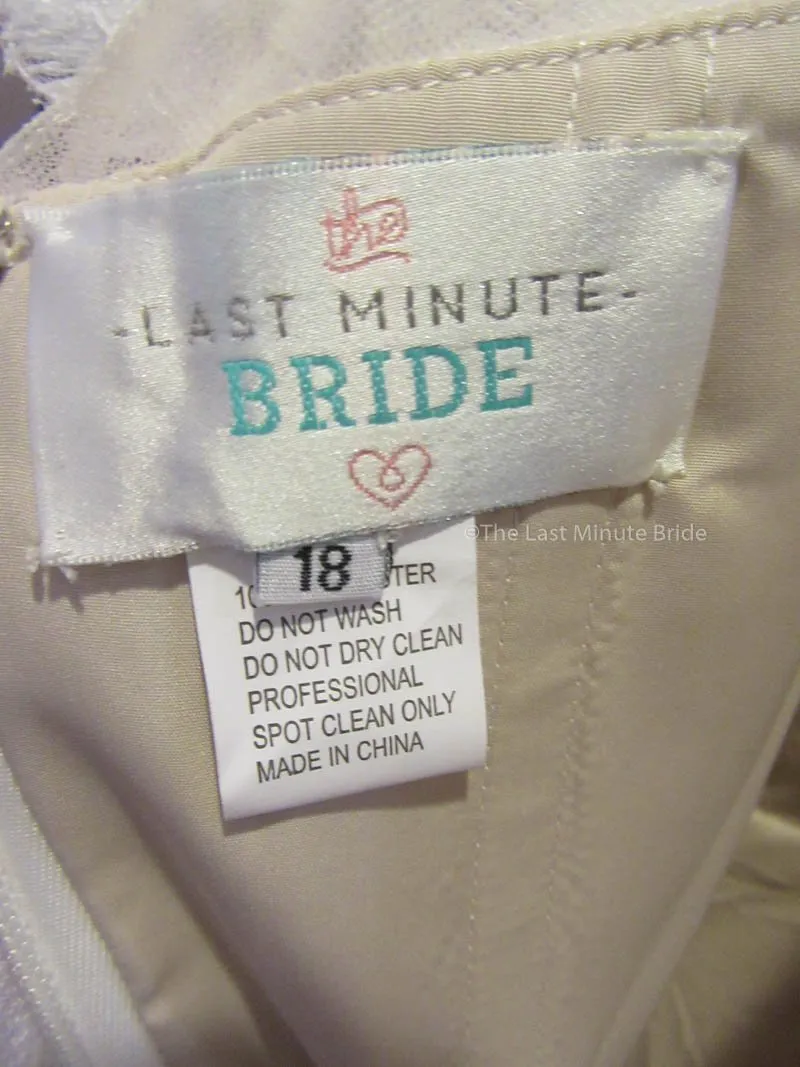 the
-LAST MINUTE-
BRIDE
©The Last Minute Bride
18
DO NOT WASH
DO NOT DRY CLEAN
PROFESSIONAL
SPOT CLEAN ONLY
MADE IN CHINA